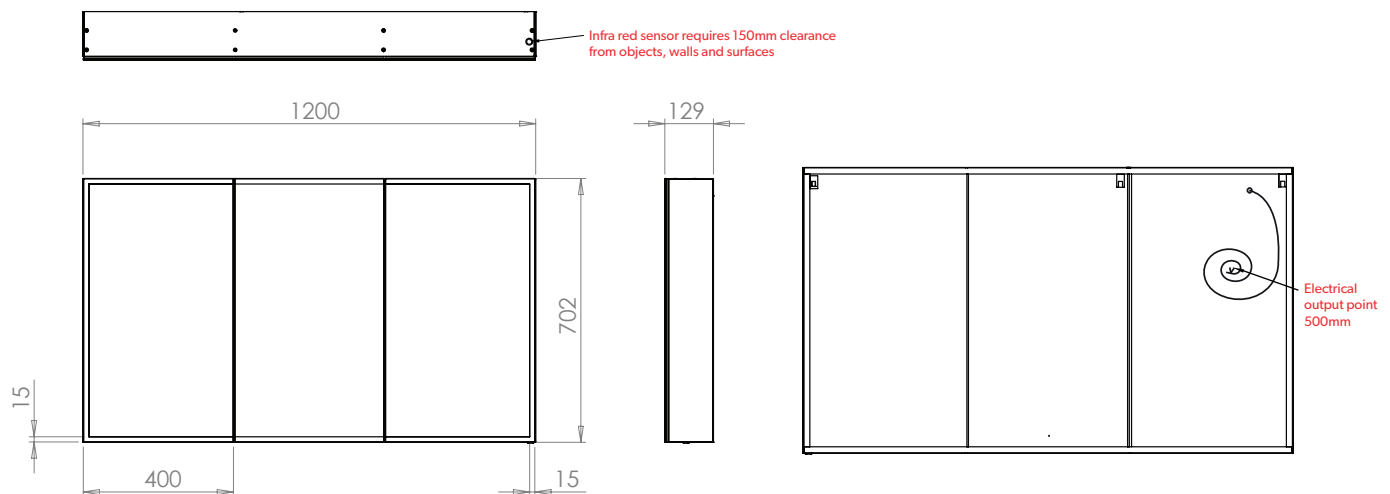 Infra red sensor requires 150mm clearance
from objects, walls and surfaces
1200
129
702
15
400
15
Electrical
output point
500mm